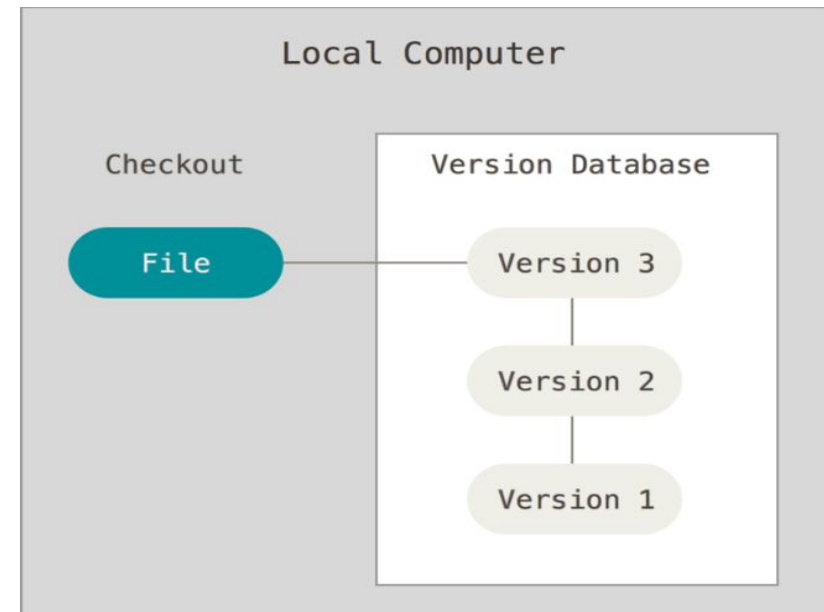 Local Computer
Checkout
Version Database
File
Version 3
Version 2
Version 1